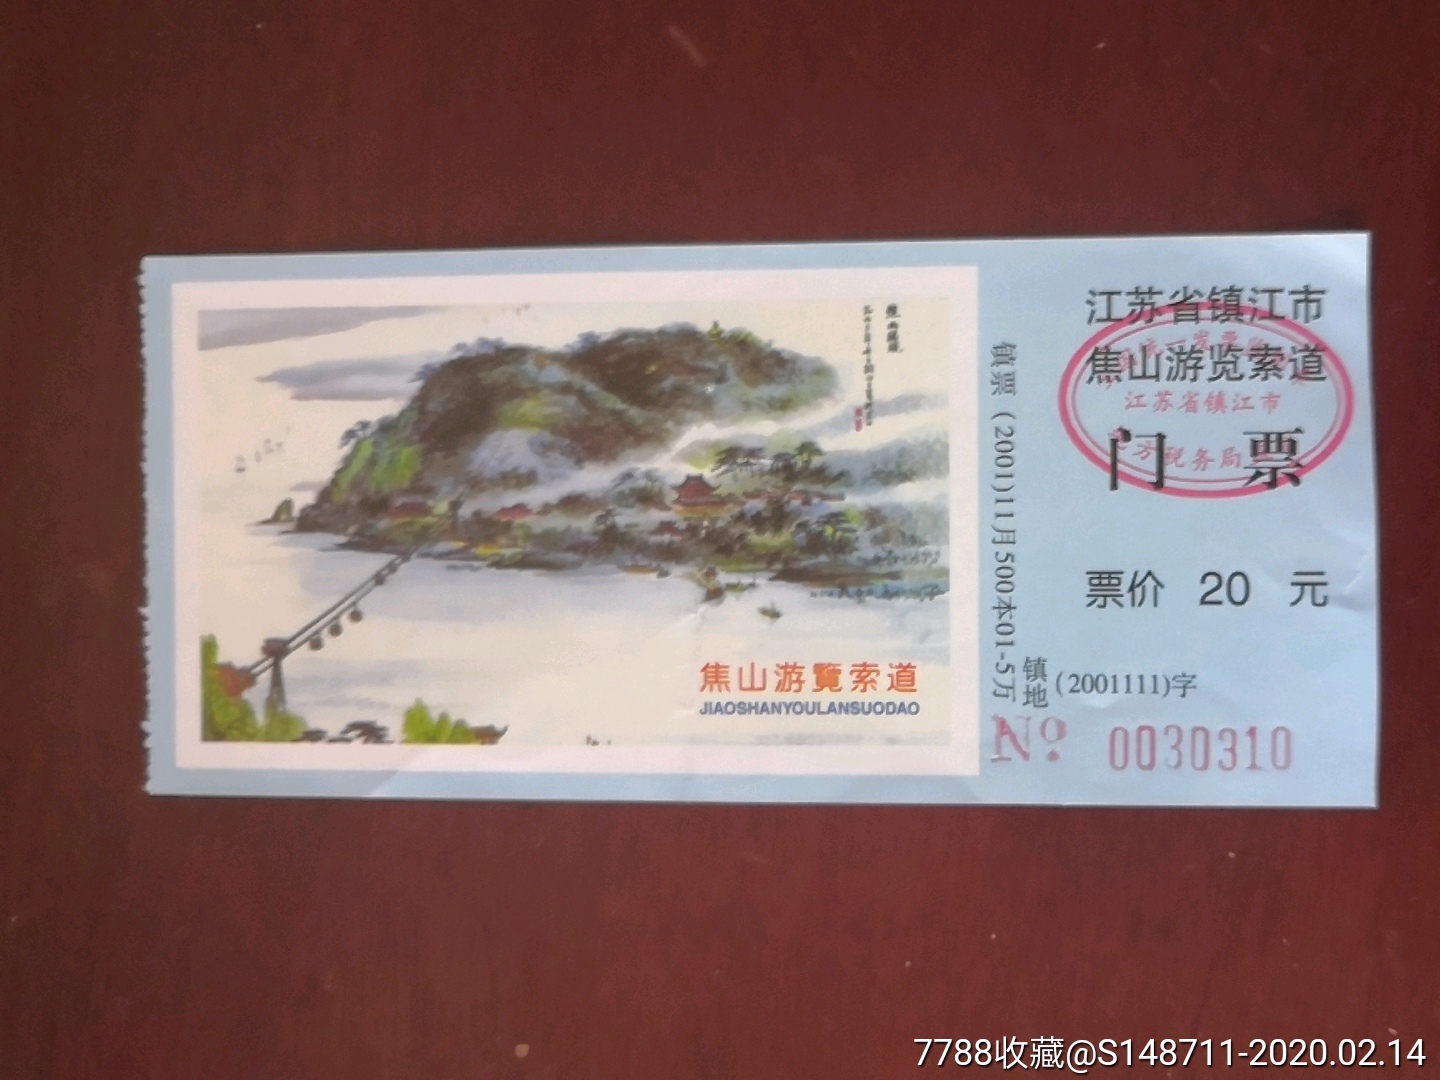 焦山游覽索道
JIAOSHANYOULANSUODAO
镇票（2001)11月500本01-5万
江苏省镇江市
焦山游览索道
门 票
江苏省镇江市
税务局
票价 20 元
镇地(2001111)字
No 0030310
7788收藏@S148711-2020.02.14